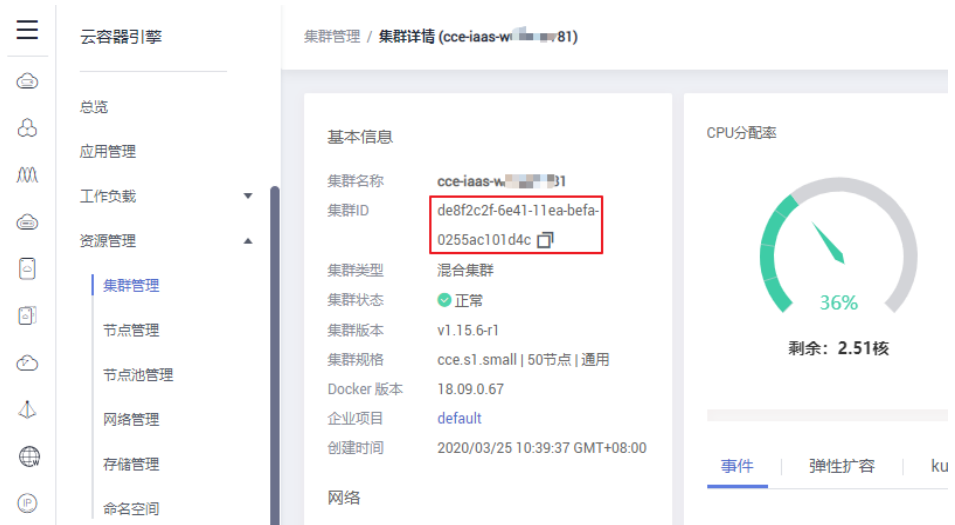 云容器引擎
总览
应用管理
工作负载
资源管理
集群管理
节点管理
节点池管理
网络管理
存储管理
命名空间
集群管理 / 集群详情 (cce-iaas-w 81)
基本信息
集群名称 cce-iaas-w 1
集群ID de8f2c2f-6e41-11ea-befa-
0255ac101d4c
集群类型 混合集群
集群状态 正常
集群版本 v1.15.6-r1
集群规格 cce.s1.small | 50节点 | 通用
Docker 版本 18.09.0.67
企业项目 default
创建时间 2020/03/25 10:39:37 GMT+08:00
网络
CPU分配率
36%
剩余：2.51核
事件 弹性扩容 ku
IP
W